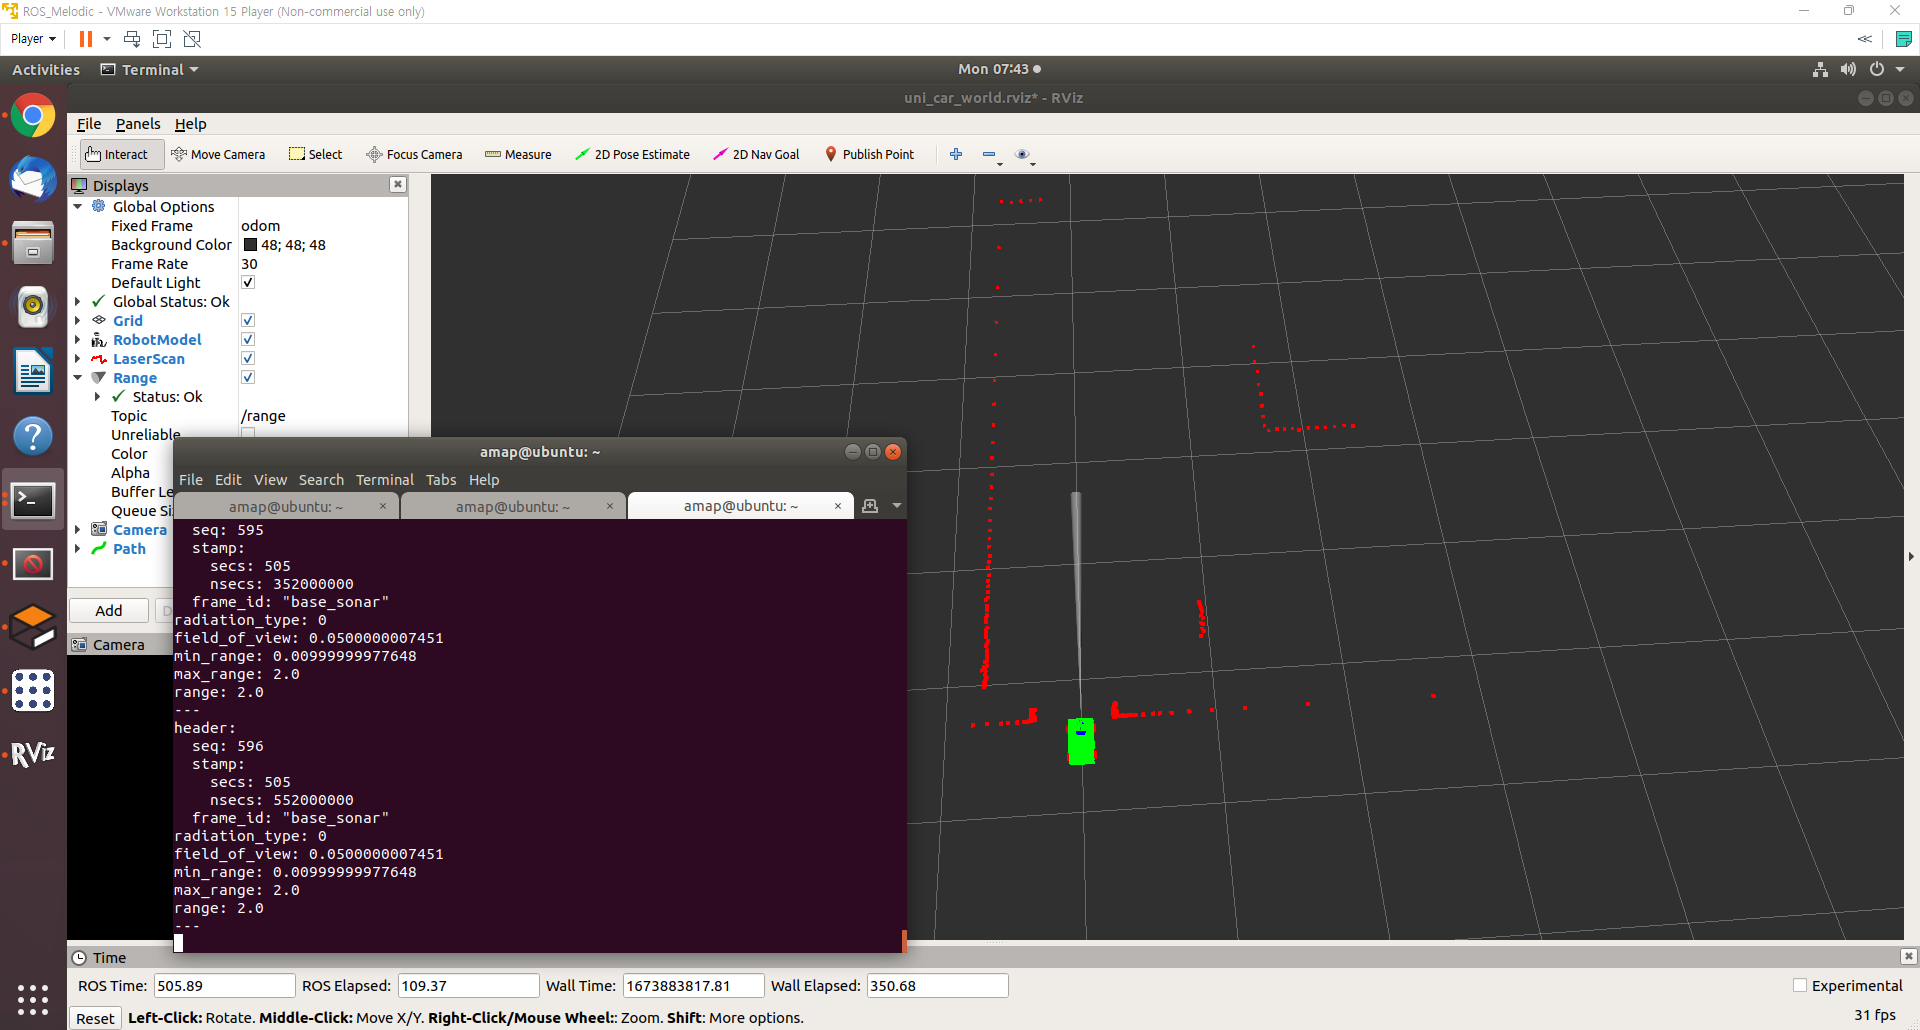 ROS_Melodic - VMware Workstation 15 Player (Non-commercial use only)
Player
Activities Terminal Mon 07:43
uni_car_world.rviz* - RViz
File Panels Help
Interact Move Camera Select Focus Camera Measure 2D Pose Estimate 2D Nav Goal Publish Point
Displays
Global Options
Fixed Frame odom
Background Color 48; 48; 48
Frame Rate 30
Default Light
Global Status: Ok
Grid
RobotModel
LaserScan
Range
Status: Ok
Topic /range
Unreliable
Color
Alpha
Buffer Le
Queue Si
Camera
Path
Add
Camera
amap@ubuntu: ~
File Edit View Search Terminal Tabs Help
amap@ubuntu: ~ amap@ubuntu: ~ amap@ubuntu: ~
seq: 595
stamp:
secs: 505
nsecs: 352000000
frame_id: "base_sonar"
radiation_type: 0
field_of_view: 0.0500000007451
min_range: 0.00999999977648
max_range: 2.0
range: 2.0
---
header:
seq: 596
stamp:
secs: 505
nsecs: 552000000
frame_id: "base_sonar"
radiation_type: 0
field_of_view: 0.0500000007451
min_range: 0.00999999977648
max_range: 2.0
range: 2.0
---
RViz
Time
ROS Time: 505.89 ROS Elapsed: 109.37 Wall Time: 1673883817.81 Wall Elapsed: 350.68 Experimental
Reset Left-Click: Rotate. Middle-Click: Move X/Y. Right-Click/Mouse Wheel:: Zoom. Shift: More options. 31 fps